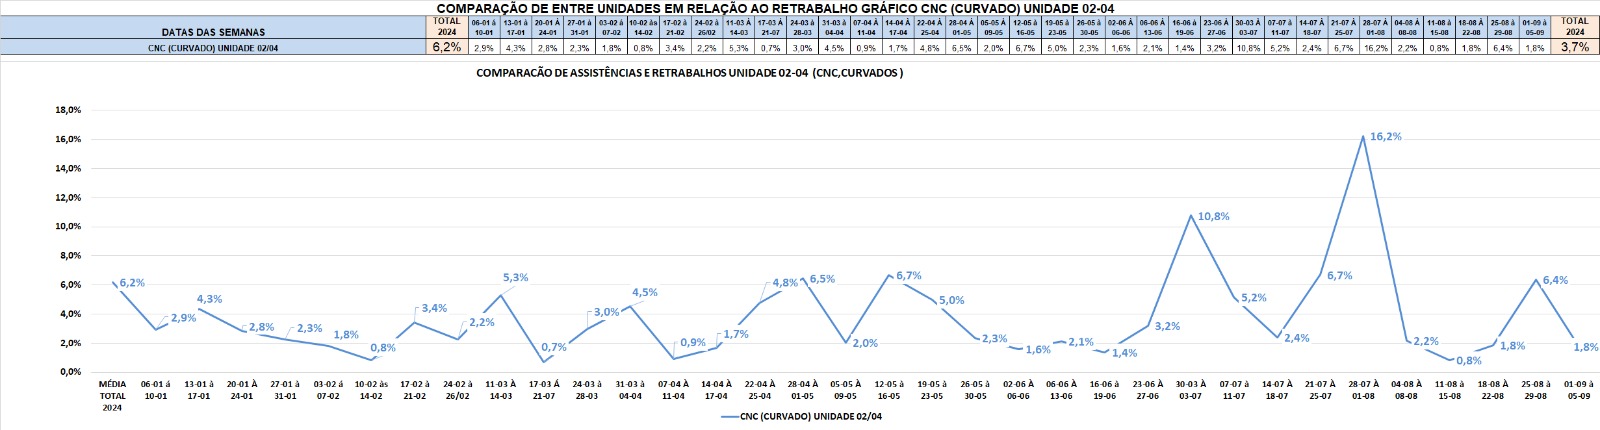 COMPARAÇÃO DE ENTRE UNIDADES EM RELAÇÃO AO RETRABALHO GRÁFICO CNC (CURVADO) UNIDADE 02-04
DATAS DAS SEMANAS TOTAL 2024 06-01 á 10-01 13-01 á 17-01 20-01 À 24-01 27-01 á 31-01 03-02 á 07-02 10-02 às 14-02 17-02 á 21-02 24-02 á 26/02 11-03 À 14-03 17-03 Á 21-07 24-03 à 28-03 31-03 à 04-04 07-04 À 11-04 14-04 À 17-04 22-04 Á 25-04 28-04 À 01-05 05-05 À 09-05 12-05 À 16-05 19-05 À 23-05 26-05 À 30-05 02-06 À 06-06 06-06 À 13-06 16-06 à 19-06 23-06 À 27-06 30-03 À 03-07 07-07 à 11-07 14-07 À 18-07 21-07 À 24-07 28-07 À 01-08 04-08 À 08-08 11-08 à 15-08 18-08 À 22-08 25-08 à 29-08 01-09 à 05-09 TOTAL 2024
CNC (CURVADO) UNIDADE 02/04 6,2% 2,9% 4,3% 2,8% 2,3% 1,8% 0,8% 3,4% 2,2% 5,3% 0,7% 3,0% 4,5% 0,9% 1,7% 4,8% 6,5% 2,0% 6,7% 5,0% 2,3% 1,6% 2,1% 1,4% 3,2% 10,8% 5,2% 2,4% 6,7% 16,2% 2,2% 0,8% 1,8% 6,4% 1,8% 3,7%
COMPARACÃO DE ASSISTÊNCIAS E RETRABALHOS UNIDADE 02-04 (CNC,CURVADOS )
18,0%
16,0%
14,0%
12,0%
10,0%
8,0%
6,0%
4,0%
2,0%
0,0%
6,2% 2,9% 4,3% 2,8% 2,3% 1,8% 0,8% 3,4% 2,2% 5,3% 0,7% 3,0% 4,5% 0,9% 1,7% 4,8% 6,5% 2,0% 6,7% 5,0% 2,3% 1,6% 2,1% 1,4% 3,2% 10,8% 5,2% 2,4% 6,7% 16,2% 2,2% 0,8% 1,8% 6,4% 1,8%
MÉDIA 06-01 á 13-01 á 20-01 À 27-01 á 03-02 á 10-02 às 17-02 á 24-02 á 11-03 À 17-03 Á 24-03 à 31-03 à 07-04 À 14-04 À 22-04 Á 28-04 À 05-05 À 12-05 À 19-05 À 26-05 À 02-06 À 06-06 À 16-06 à 23-06 À 30-03 À 07-07 à 14-07 À 21-07 À 28-07 À 04-08 À 11-08 à 18-08 À 25-08 à 01-09 à
TOTAL 10-01 17-01 24-01 31-01 07-02 14-02 21-02 26/02 14-03 21-07 28-03 04-04 11-04 17-04 25-04 01-05 09-05 16-05 23-05 30-05 06-06 13-06 19-06 27-06 03-07 11-07 18-07 24-07 01-08 08-08 15-08 22-08 29-08 05-09
2024
CNC (CURVADO) UNIDADE 02/04